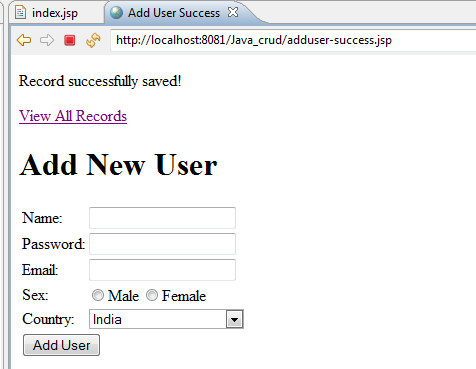 index.jsp Add User Success
http://localhost:8081/Java_crud/adduser-success.jsp
Record successfully saved!
View All Records
Add New User
Name:
Password:
Email:
Sex: Male Female
Country: India
Add User